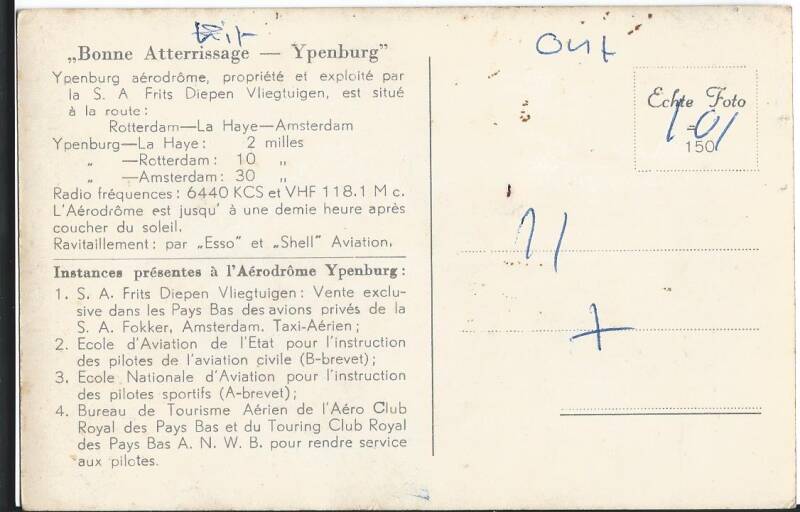 „Bonne Atterrissage — Ypenburg”
Ypenburg aérodrôme, propriété et exploité par
la S. A Frits Diepen Vliegtuigen, est situé
à la route :
Rotterdam—La Haye—Amsterdam
Ypenburg—La Haye : 2 milles
„ —Rotterdam : 10 „
„ —Amsterdam : 30 „
Radio fréquences : 6440 KCS et VHF 118.1 M c.
L'Aérodrôme est jusqu' à une demie heure après
coucher du soleil.
Ravitaillement : par „Esso” et „Shell” Aviation.
Instances présentes à l'Aérodrôme Ypenburg :
1. S. A. Frits Diepen Vliegtuigen : Vente exclu-
sive dans les Pays Bas des avions privés de la
S. A. Fokker, Amsterdam. Taxi-Aérien ;
2. Ecole d'Aviation de l'Etat pour l'instruction
des pilotes de l'aviation civile (B-brevet) ;
3. Ecole Nationale d'Aviation pour l'instruction
des pilotes sportifs (A-brevet) ;
4. Bureau de Tourisme Aérien de l'Aéro Club
Royal des Pays Bas et du Touring Club Royal
des Pays Bas A. N. W. B. pour rendre service
aux pilotes.
Echte Foto
150